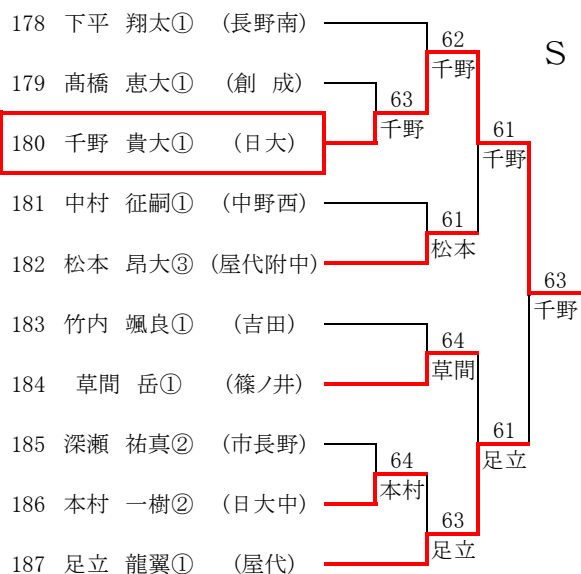 178 下平 翔太① (長野南)
62
千野
S
179 髙橋 恵大① (創 成)
63
千野
180 千野 貴大① (日大)
61
千野
181 中村 征嗣① (中野西)
61
松本
182 松本 昂大③ (屋代附中)
63
千野
183 竹内 颯良① (吉田)
64
草間
184 草間 岳① (篠ノ井)
61
足立
185 深瀬 祐真② (市長野)
64
本村
186 本村 一樹② (日大中)
63
足立
187 足立 龍翼① (屋代)